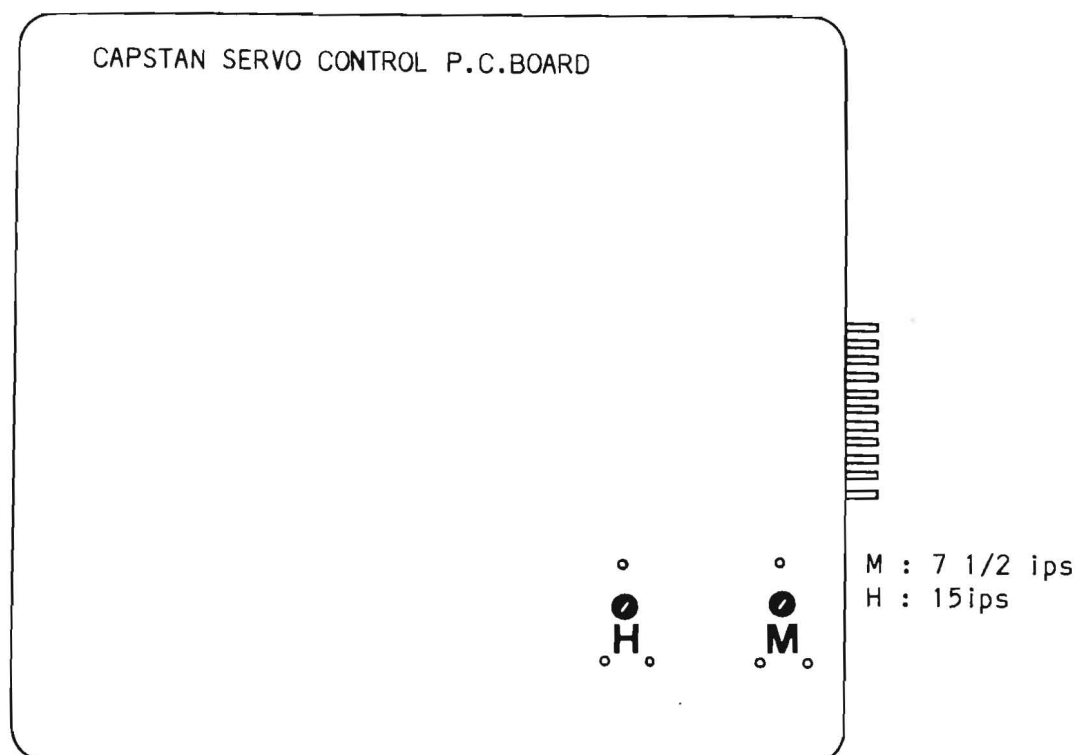 CAPSTAN SERVO CONTROL P.C.BOARD
M : 7 1/2 ips
H : 15ips
H M